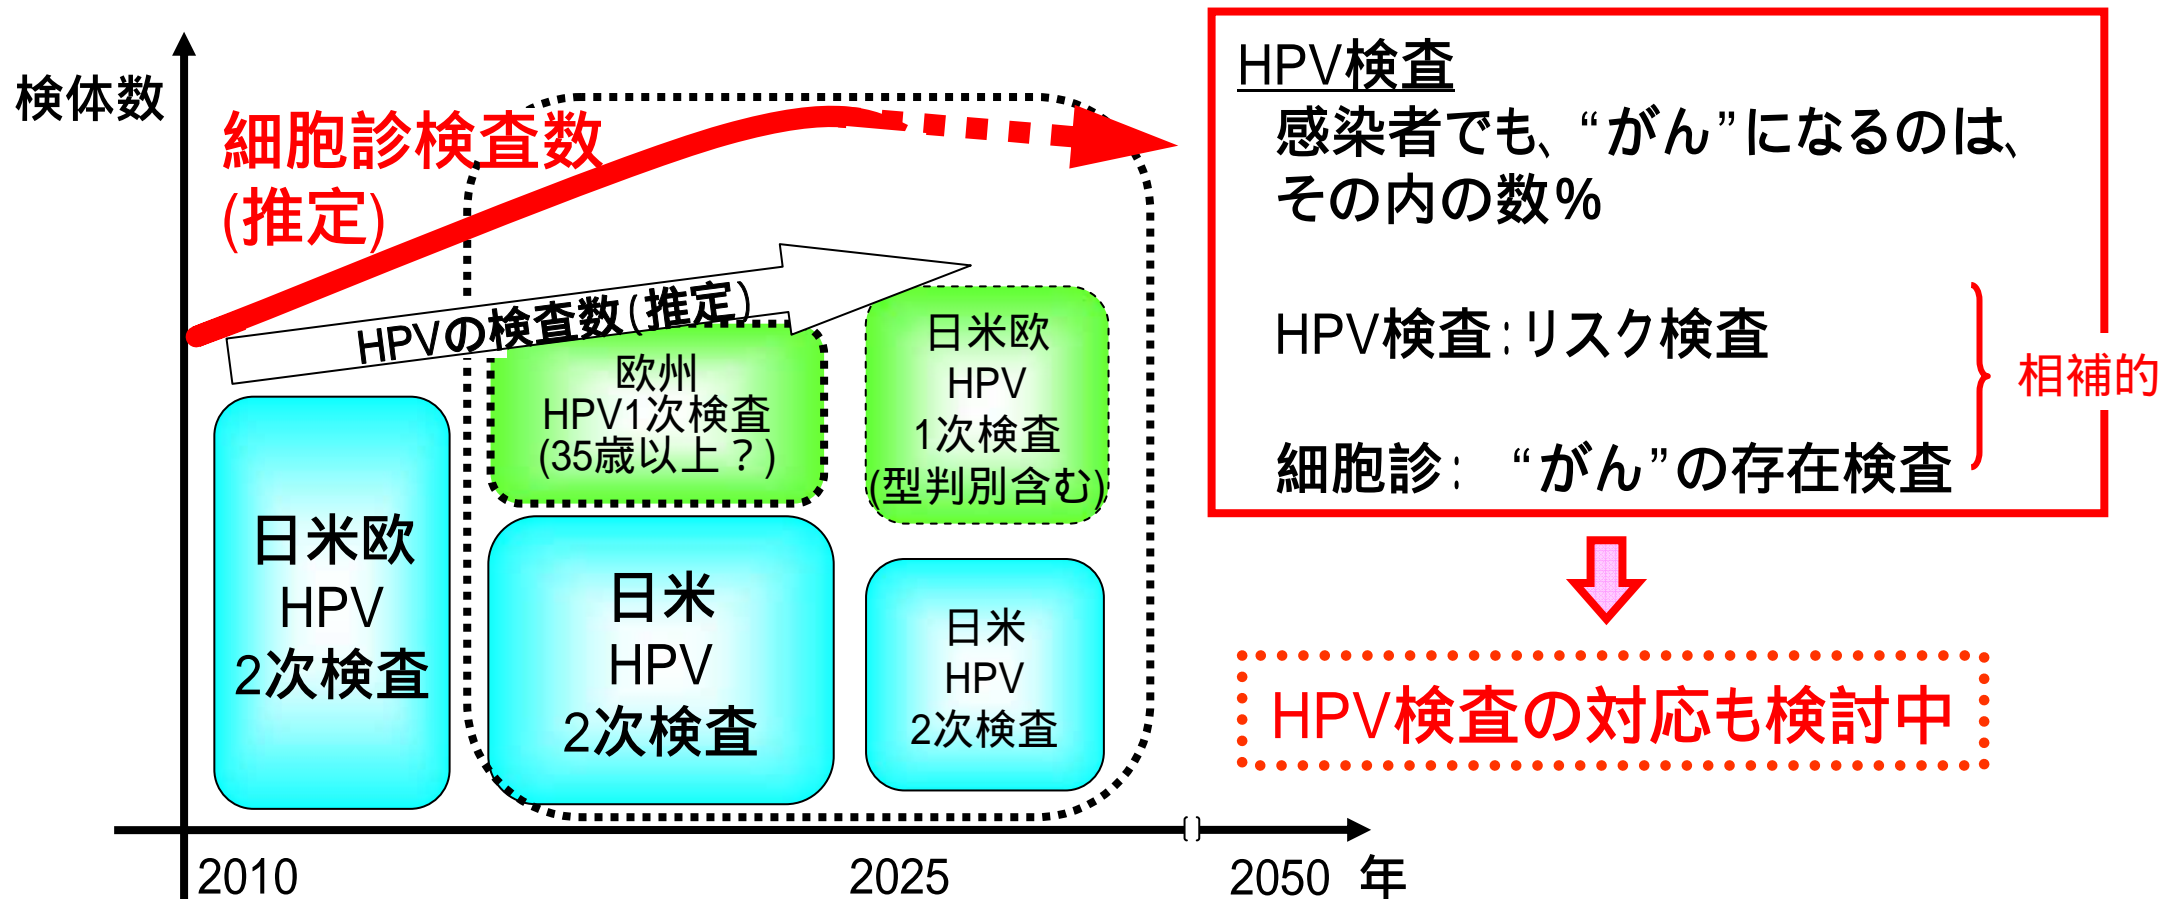 検体数
細胞診検査数
(推定)
HPVの検査数(推定)
日米欧
HPV
2次検査
欧州
HPV1次検査
(35歳以上？)
日米
HPV
2次検査
日米欧
HPV
1次検査
(型判別含む)
日米
HPV
2次検査
2010
2025
2050 年
HPV検査
感染者でも、“がん”になるのは、
その内の数％
HPV検査：リスク検査
細胞診： “がん”の存在検査
相補的
HPV検査の対応も検討中